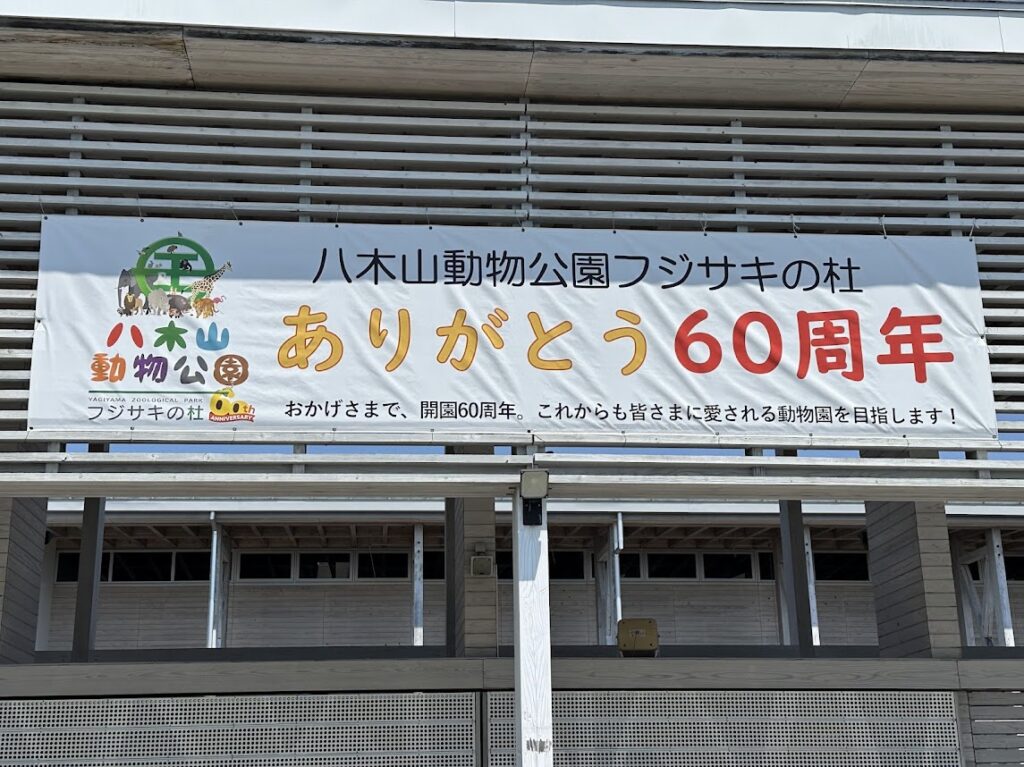 八木山動物公園フジサキの杜
ありがとう60周年
おかげさまで、開園60周年。これからも皆さまに愛される動物園を目指します！
八木山
動物公園
YAGIYAMA ZOOLOGICAL PARK
フジサキの杜
60th
ANNIVERSARY